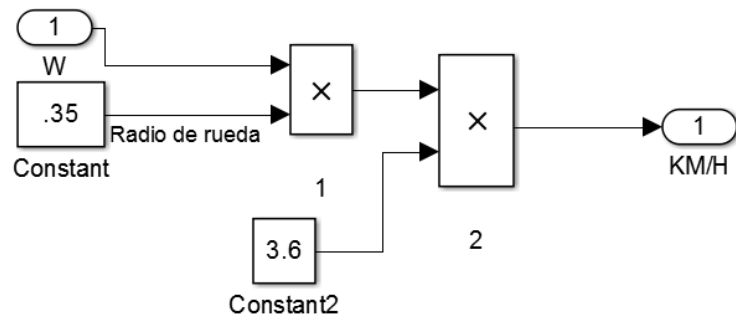 1
W
.35
Radio de rueda
Constant
×
1
3.6
Constant2
×
2
1
KM/H